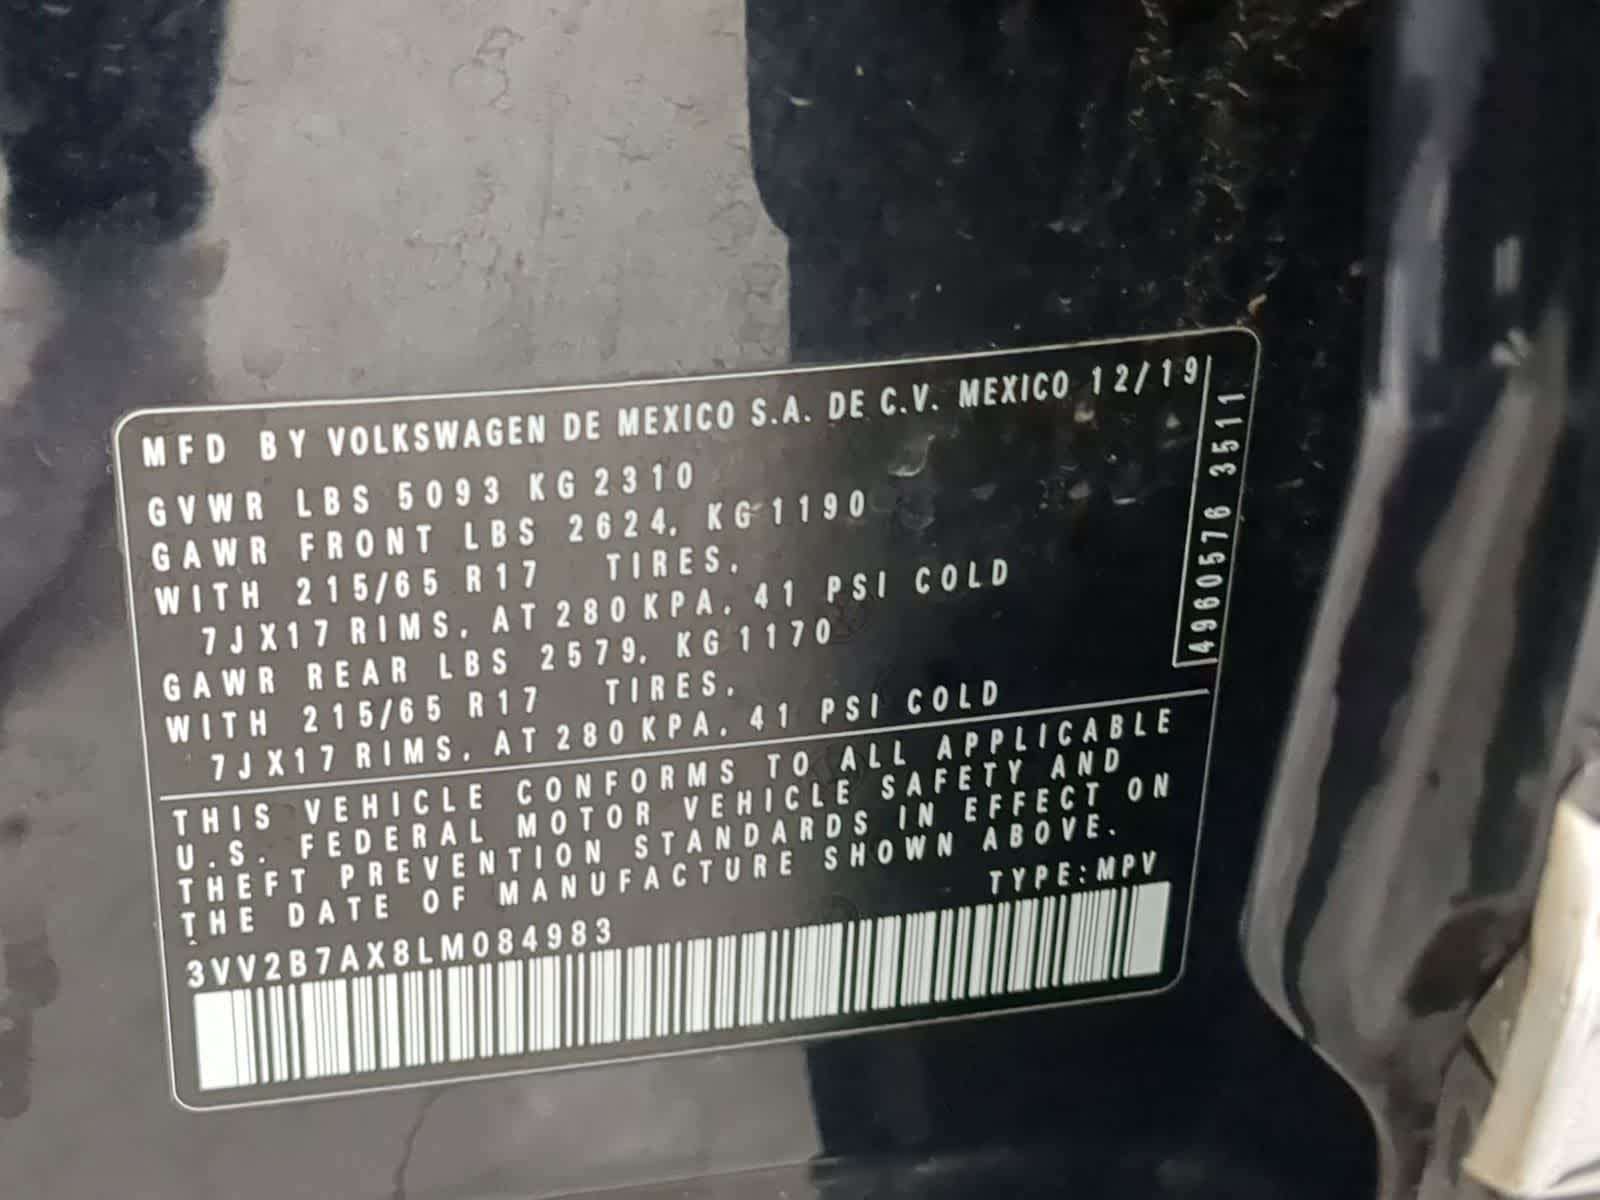 MFD BY VOLKSWAGEN DE MEXICO S.A. DE C.V. MEXICO 12/19
GVWR LBS 5093 KG 2310
GAWR FRONT LBS 2624, KG 1190
WITH 215/65 R17 TIRES,
7JX17 RIMS, AT 280 KPA, 41 PSI COLD
GAWR REAR LBS 2579, KG 1170
WITH 215/65 R17 TIRES,
7JX17 RIMS, AT 280 KPA, 41 PSI COLD
4960576 3511
THIS VEHICLE CONFORMS TO ALL APPLICABLE
U.S. FEDERAL MOTOR VEHICLE SAFETY AND
THEFT PREVENTION STANDARDS IN EFFECT ON
THE DATE OF MANUFACTURE SHOWN ABOVE.
TYPE:MPV
3VV2B7AX8LM084983